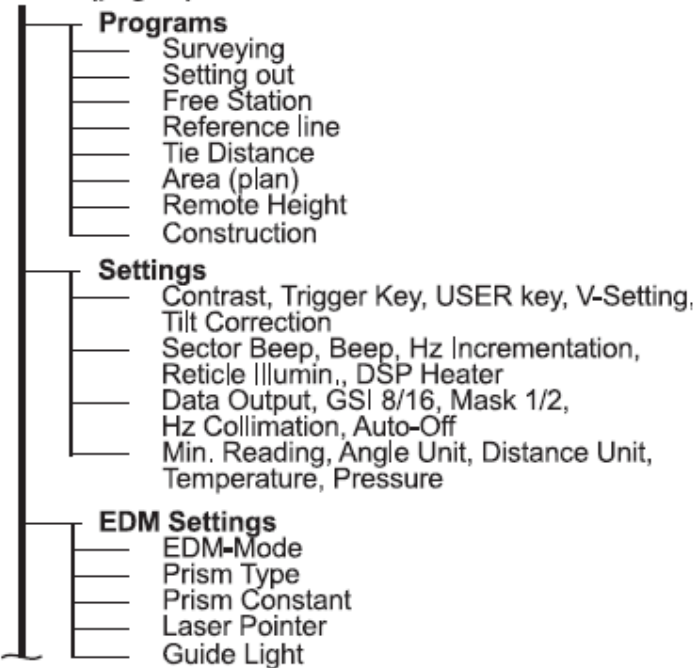 Programs
Surveying
Setting out
Free Station
Reference line
Tie Distance
Area (plan)
Remote Height
Construction
Settings
Contrast, Trigger Key, USER key, V-Setting,
Tilt Correction
Sector Beep, Beep, Hz Incrementation,
Reticle Illumin., DSP Heater
Data Output, GSI 8/16, Mask 1/2,
Hz Collimation, Auto-Off
Min. Reading, Angle Unit, Distance Unit,
Temperature, Pressure
EDM Settings
EDM-Mode
Prism Type
Prism Constant
Laser Pointer
Guide Light